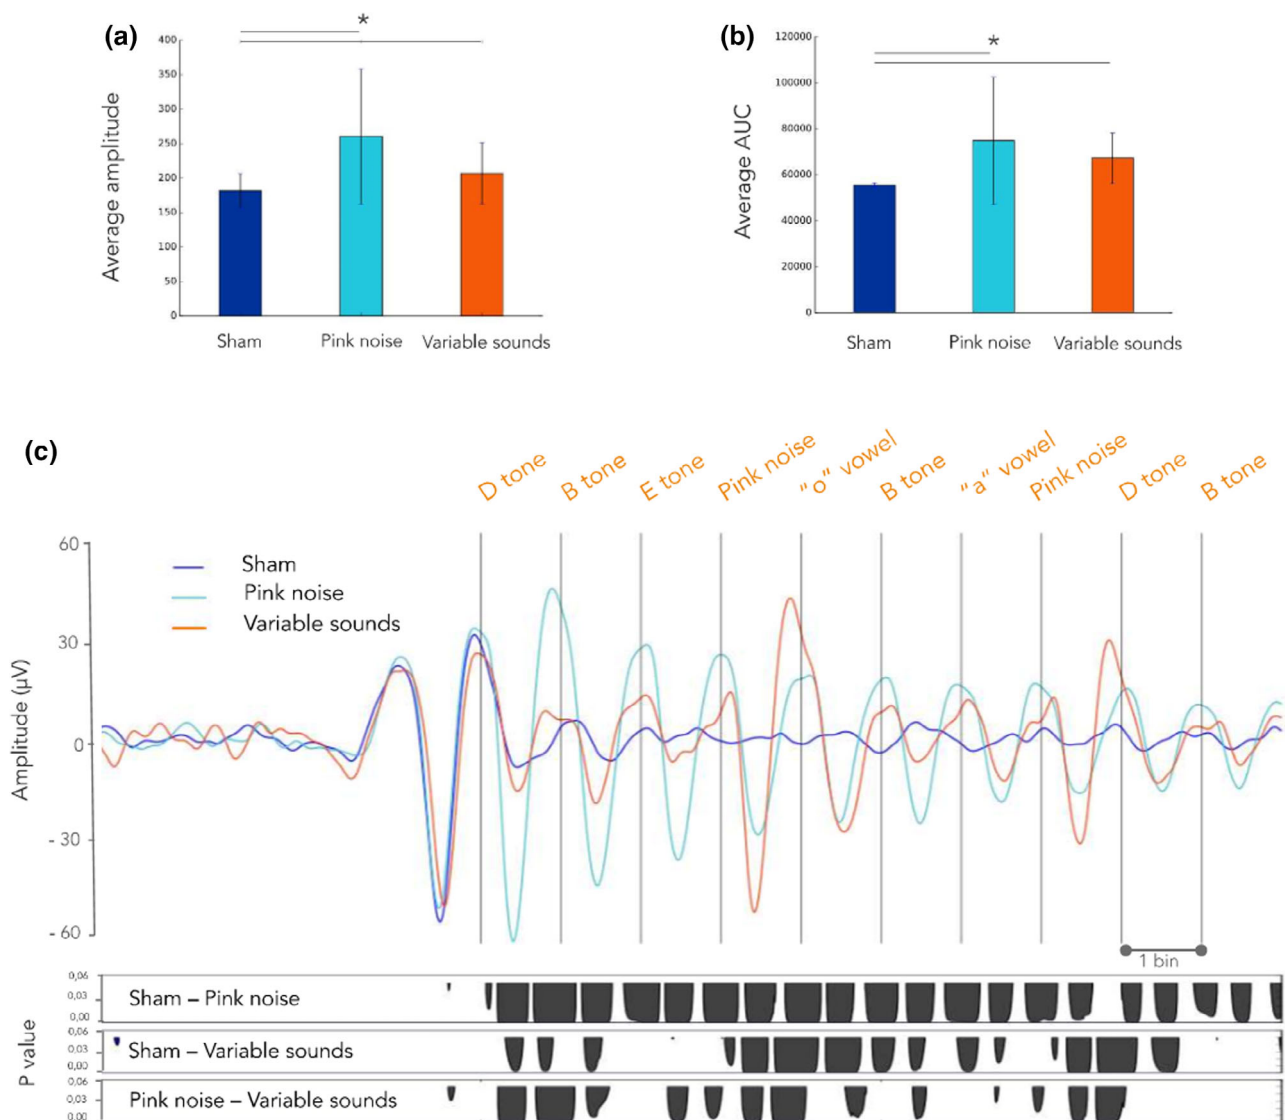 (a)
*
400
350
300
250
200
150
100
50
0
Average amplitude
Sham
Pink noise
Variable sounds
(b)
*
120000
100000
80000
60000
40000
20000
0
Average AUC
Sham
Pink noise
Variable sounds
(c)
D tone
B tone
E tone
Pink noise
"o" vowel
B tone
"a" vowel
Pink noise
D tone
B tone
60
30
0
- 30
- 60
Amplitude (µV)
Sham
Pink noise
Variable sounds
1 bin
P value
0,06
0,03
0,00
Sham – Pink noise
0,06
0,03
0,00
Sham – Variable sounds
0,06
0,03
0,00
Pink noise – Variable sounds